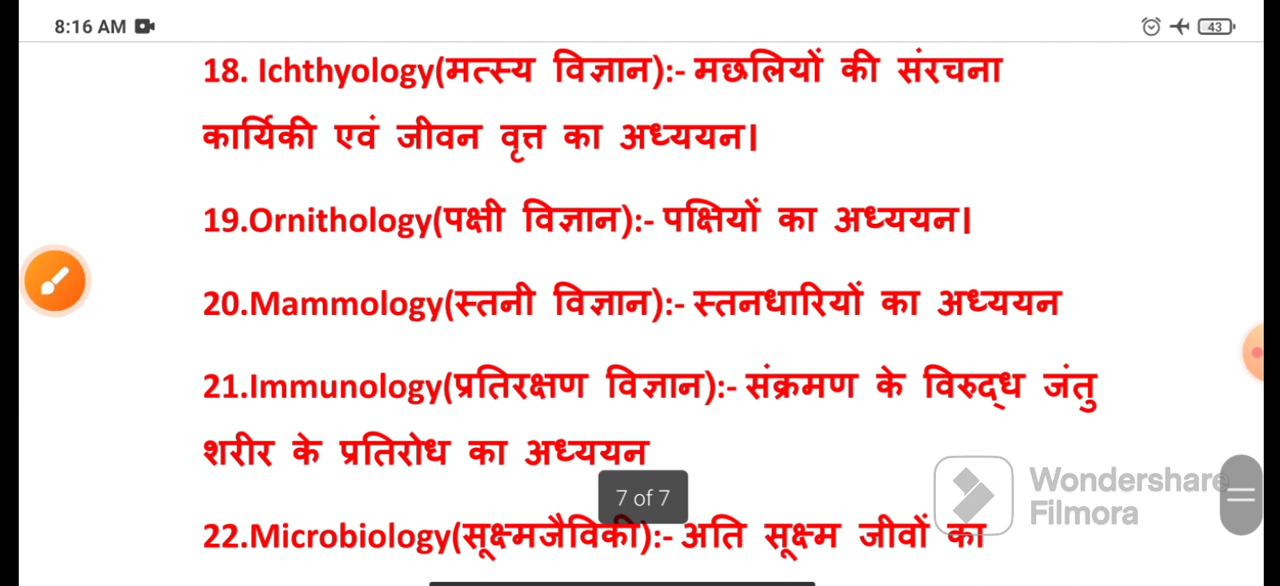 8:16 AM
43
18. Ichthyology(मत्स्य विज्ञान):- मछलियों की संरचना
कार्यिकी एवं जीवन वृत्त का अध्ययन।
19.Ornithology(पक्षी विज्ञान):- पक्षियों का अध्ययन।
20.Mammology(स्तनी विज्ञान):- स्तनधारियों का अध्ययन
21.Immunology(प्रतिरक्षण विज्ञान):- संक्रमण के विरुद्ध जंतु
शरीर के प्रतिरोध का अध्ययन
7 of 7
Wondershare
Filmora
22.Microbiology(सूक्ष्मजैविकी):- अति सूक्ष्म जीवों का